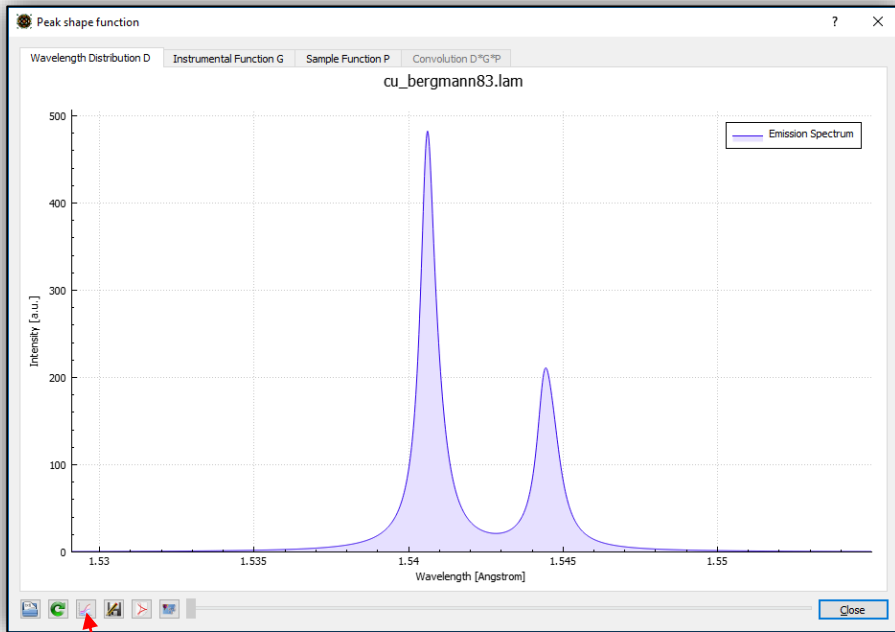 Peak shape function
?
Wavelength Distribution D Instrumental Function G Sample Function P Convolution D*G*P
cu_bergmann83.lam
500
Emission Spectrum
400
300
Intensity [a.u.]
200
100
0
1.53 1.535 1.54 1.545 1.55
Wavelength [Angstrom]
Close